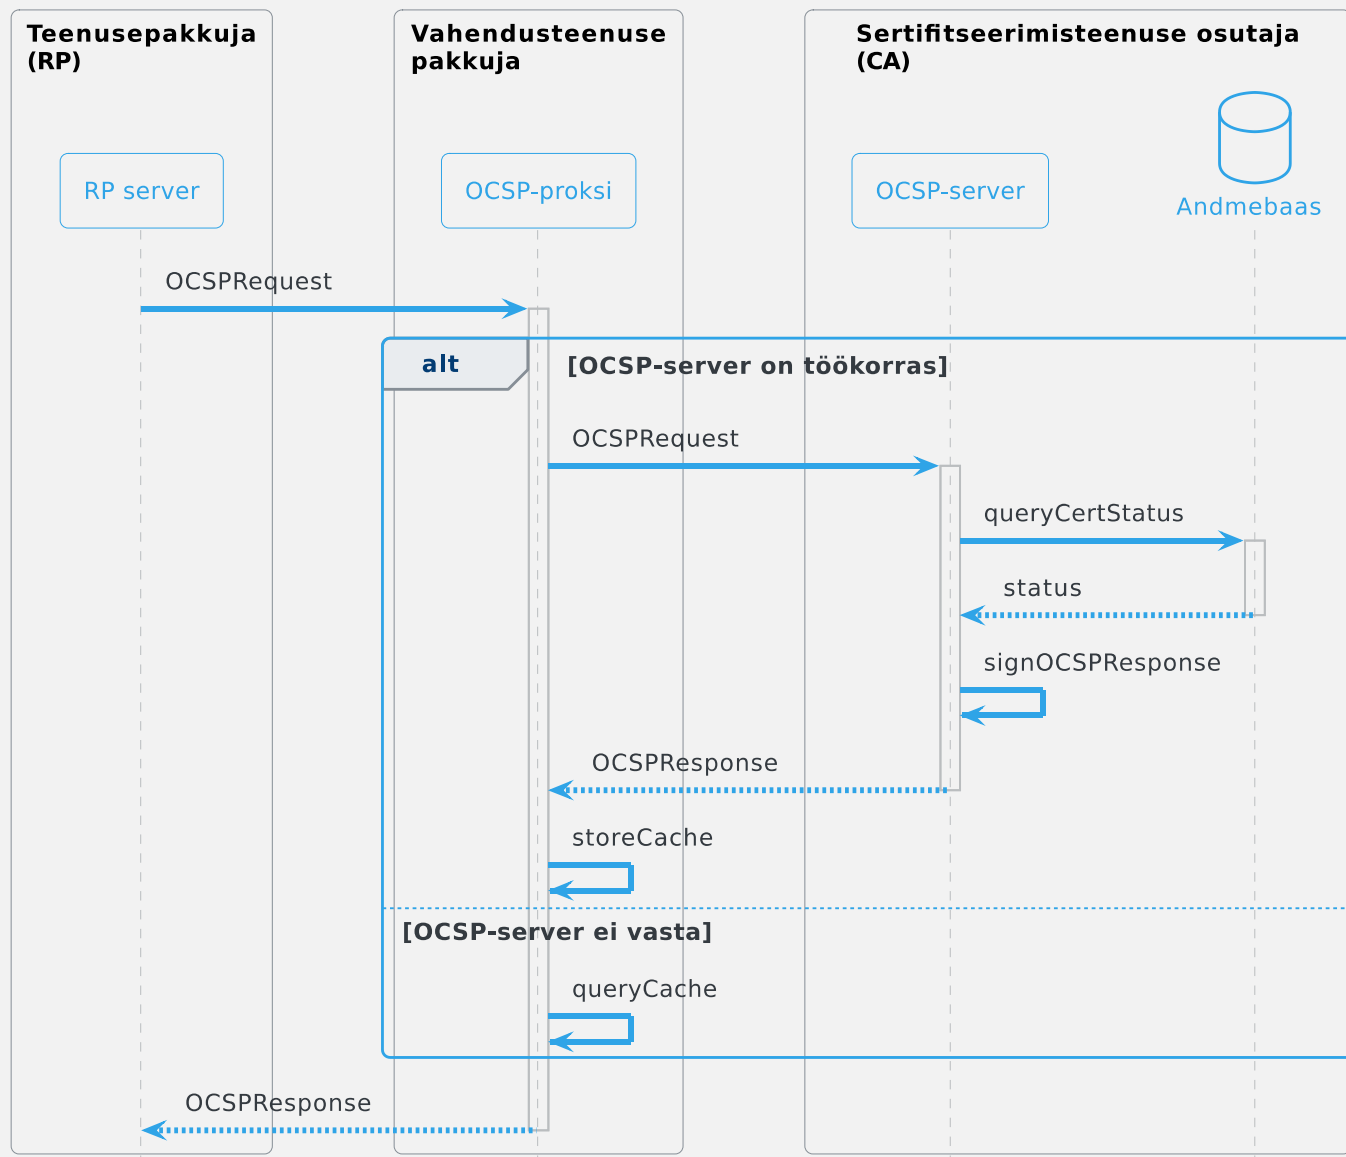 Teenusepakkuja
(RP)
Vahendusteenuse
pakkuja
Sertifitseerimisteenuse osutaja
(CA)
RP server
OCSP-proksi
OCSP-server
Andmebaas
OCSPRequest
alt
[OCSP-server on töökorras]
OCSPRequest
queryCertStatus
status
signOCSPResponse
OCSPResponse
storeCache
[OCSP-server ei vasta]
queryCache
OCSPResponse